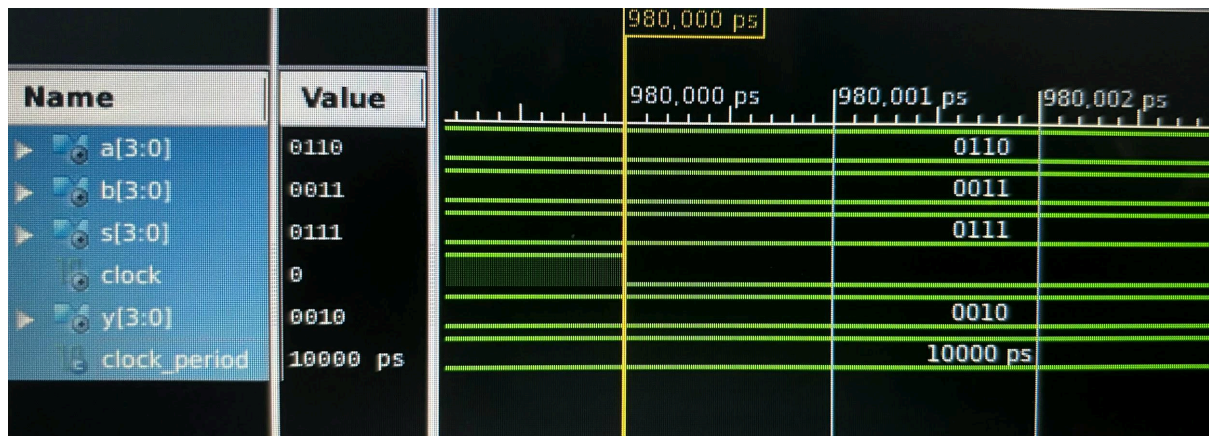 980,000 ps
Name Value 980,000 ps 980,001 ps 980,002 ps
a[3:0] 0110 0110
b[3:0] 0011 0011
s[3:0] 0111 0111
clock 0
y[3:0] 0010 0010
clock_period 10000 ps 10000 ps